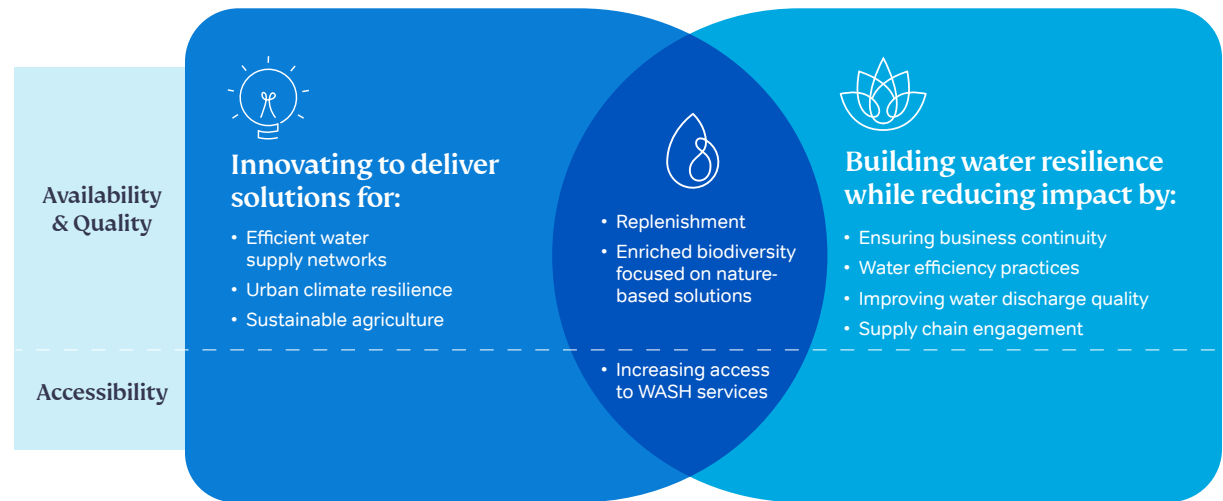 Availability
& Quality
Innovating to deliver
solutions for:
• Efficient water
supply networks
• Urban climate resilience
• Sustainable agriculture
• Replenishment
• Enriched biodiversity
focused on nature-
based solutions
Building water resilience
while reducing impact by:
• Ensuring business continuity
• Water efficiency practices
• Improving water discharge quality
• Supply chain engagement
Accessibility
• Increasing access
to WASH services